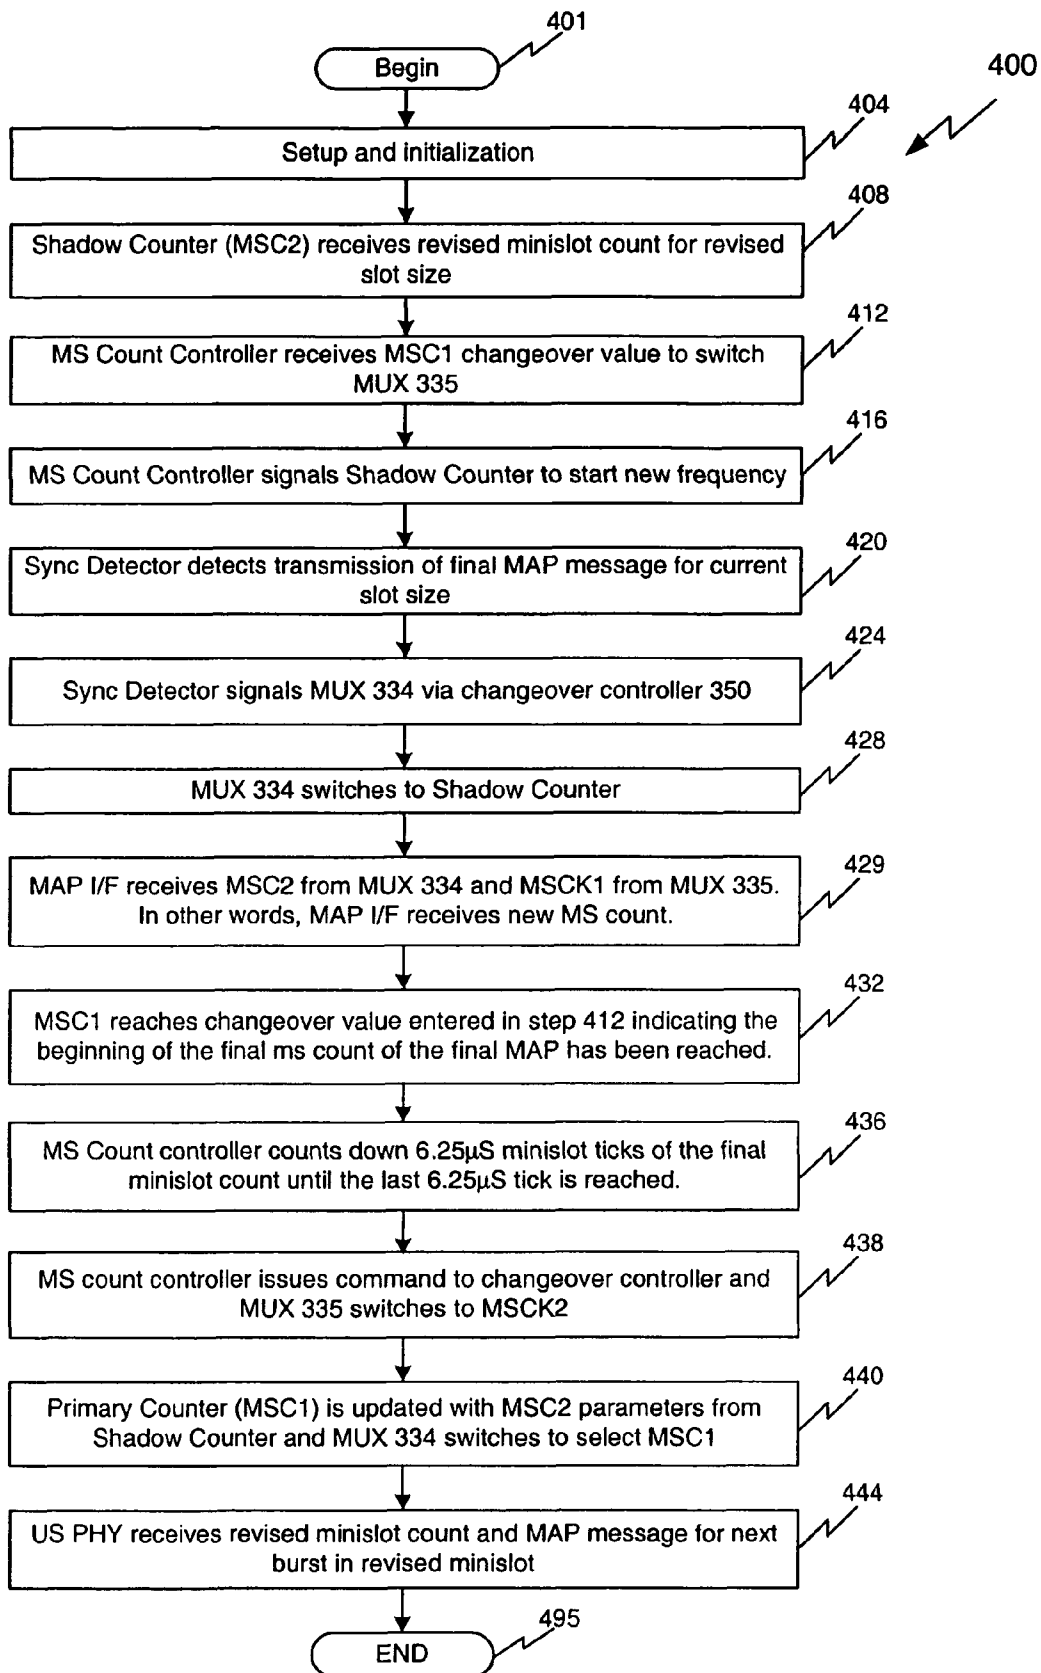 401
Begin
400
404
Setup and initialization
408
Shadow Counter (MSC2) receives revised minislot count for revised
slot size
412
MS Count Controller receives MSC1 changeover value to switch
MUX 335
416
MS Count Controller signals Shadow Counter to start new frequency
420
Sync Detector detects transmission of final MAP message for current
slot size
424
Sync Detector signals MUX 334 via changeover controller 350
428
MUX 334 switches to Shadow Counter
429
MAP I/F receives MSC2 from MUX 334 and MSCK1 from MUX 335.
In other words, MAP I/F receives new MS count.
432
MSC1 reaches changeover value entered in step 412 indicating the
beginning of the final ms count of the final MAP has been reached.
436
MS Count controller counts down 6.25µS minislot ticks of the final
minislot count until the last 6.25µS tick is reached.
438
MS count controller issues command to changeover controller and
MUX 335 switches to MSCK2
440
Primary Counter (MSC1) is updated with MSC2 parameters from
Shadow Counter and MUX 334 switches to select MSC1
444
US PHY receives revised minislot count and MAP message for next
burst in revised minislot
495
END